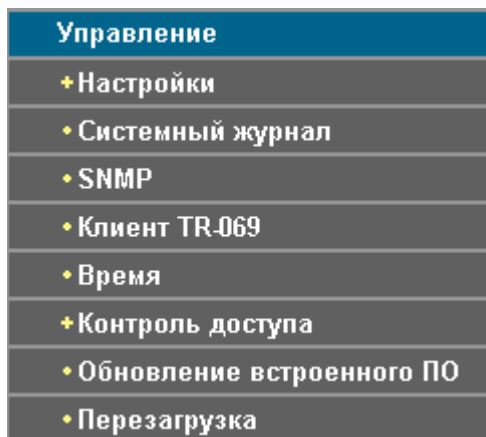 Управление
+Настройки
•Системный журнал
•SNMP
•Клиент TR-069
•Время
+Контроль доступа
•Обновление встроенного ПО
•Перезагрузка